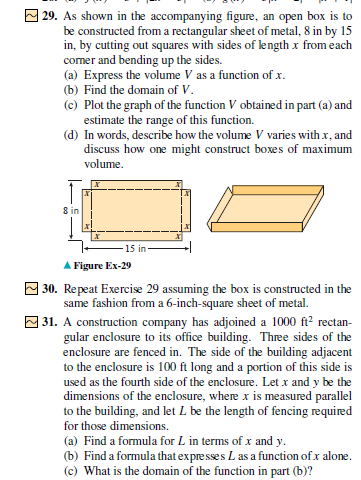 29. As shown in the accompanying figure, an open box is to
be constructed from a rectangular sheet of metal, 8 in by 15
in, by cutting out squares with sides of length x from each
corner and bending up the sides.
(a) Express the volume V as a function of x.
(b) Find the domain of V.
(c) Plot the graph of the function V obtained in part (a) and
estimate the range of this function.
(d) In words, describe how the volume V varies with x, and
discuss how one might construct boxes of maximum
volume.
x x
x x
8 in
x x
x x
15 in
▲ Figure Ex-29
30. Repeat Exercise 29 assuming the box is constructed in the
same fashion from a 6-inch-square sheet of metal.
31. A construction company has adjoined a 1000 ft² rectan-
gular enclosure to its office building. Three sides of the
enclosure are fenced in. The side of the building adjacent
to the enclosure is 100 ft long and a portion of this side is
used as the fourth side of the enclosure. Let x and y be the
dimensions of the enclosure, where x is measured parallel
to the building, and let L be the length of fencing required
for those dimensions.
(a) Find a formula for L in terms of x and y.
(b) Find a formula that expresses L as a function of x alone.
(c) What is the domain of the function in part (b)?